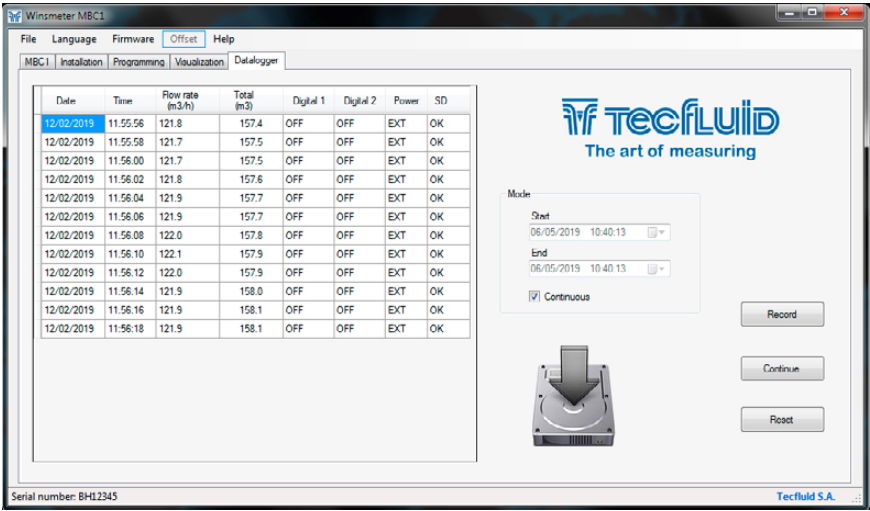 Winsmeter MBC1
File Language Firmware Offset Help
MBC1 Installation Programming Visualization Datalogger
Date Time Flow rate (m3/h) Total (m3) Digital 1 Digital 2 Power SD
12/02/2019 11.55.56 121.8 157.4 OFF OFF EXT OK
12/02/2019 11.55.58 121.7 157.5 OFF OFF EXT OK
12/02/2019 11.56.00 121.7 157.5 OFF OFF EXT OK
12/02/2019 11.56.02 121.8 157.6 OFF OFF EXT OK
12/02/2019 11.56.04 121.9 157.7 OFF OFF EXT OK
12/02/2019 11.56.06 121.9 157.7 OFF OFF EXT OK
12/02/2019 11.56.08 122.0 157.8 OFF OFF EXT OK
12/02/2019 11.56.10 122.1 157.9 OFF OFF EXT OK
12/02/2019 11.56.12 122.0 157.9 OFF OFF EXT OK
12/02/2019 11.56.14 121.9 158.0 OFF OFF EXT OK
12/02/2019 11.56.16 121.9 158.1 OFF OFF EXT OK
12/02/2019 11:56:18 121.9 158.1 OFF OFF EXT OK
Tecfluid
The art of measuring
Mode
Start
06/05/2019 10:40:13
End
06/05/2019 10:40:13
Continuous
Record
Continue
Reset
Serial number: BH12345
Tecfluid S.A.